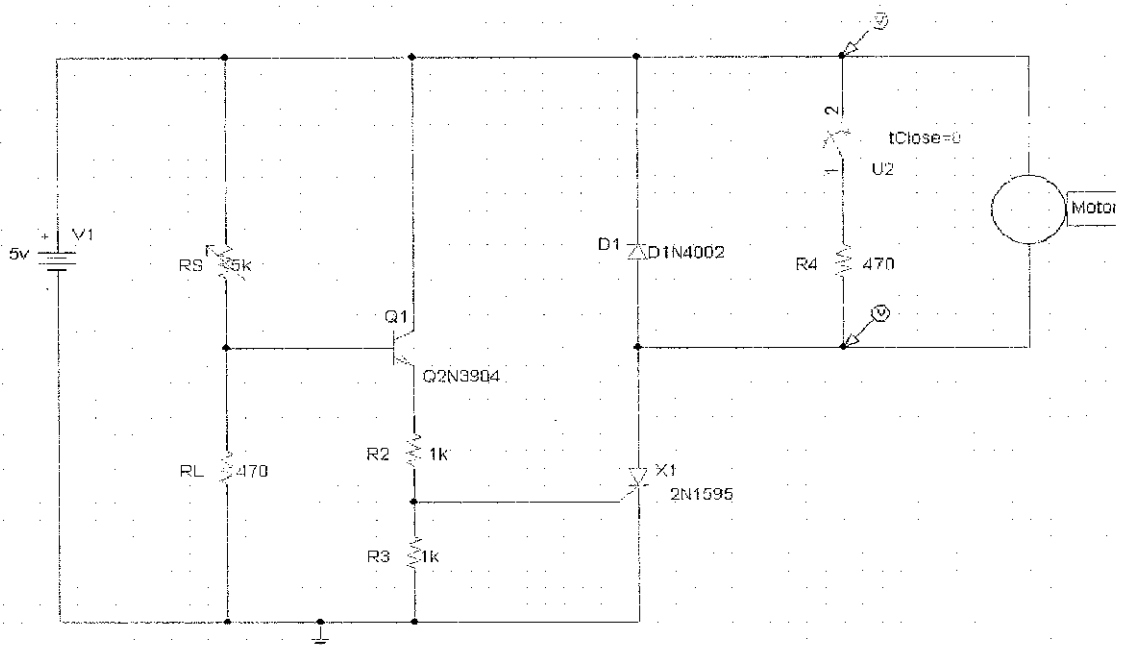 V
2
tClose=0
1
U2
+
V1
5v
-
RS
5k
D1
D1N4002
R4
470
Motor
V
Q1
Q2N3904
R2
1k
RL
470
X1
2N1595
R3
1k